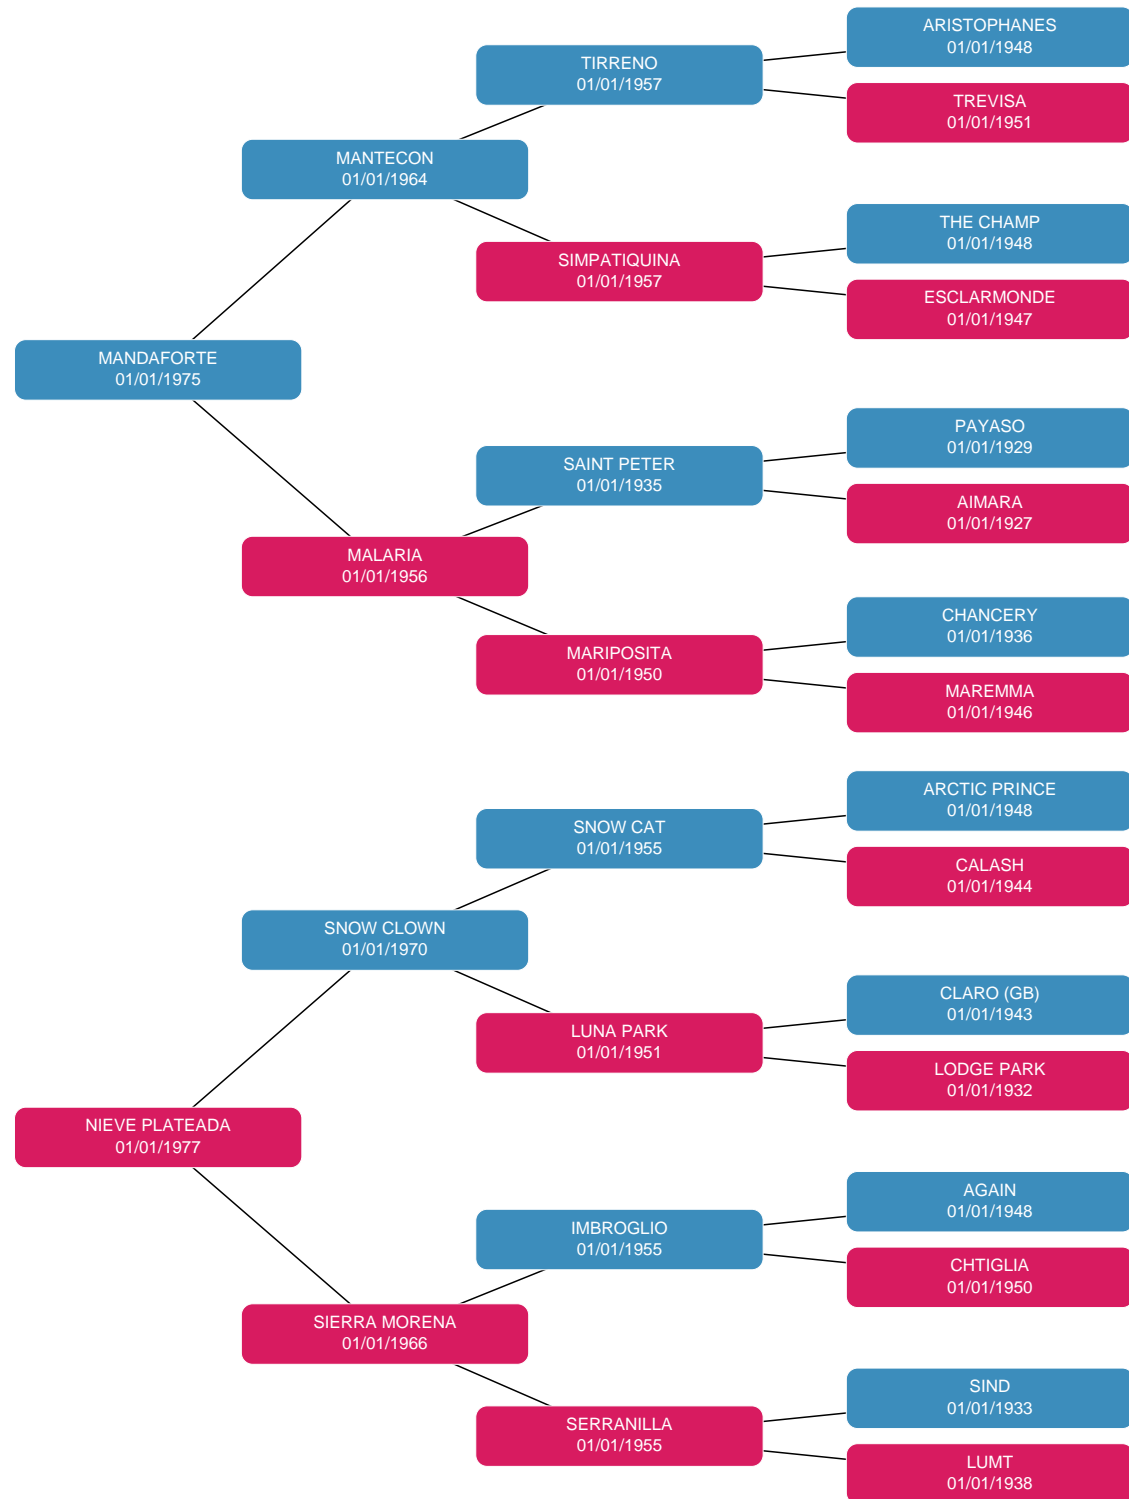 ARISTOPHANES
01/01/1948
TIRRENO
01/01/1957
TREVISA
01/01/1951
MANTECON
01/01/1964
THE CHAMP
01/01/1948
SIMPATIQUINA
01/01/1957
ESCLARMONDE
01/01/1947
MANDAFORTE
01/01/1975
PAYASO
01/01/1929
SAINT PETER
01/01/1935
AIMARA
01/01/1927
MALARIA
01/01/1956
CHANCERY
01/01/1936
MARIPOSITA
01/01/1950
MAREMMA
01/01/1946
ARCTIC PRINCE
01/01/1948
SNOW CAT
01/01/1955
CALASH
01/01/1944
SNOW CLOWN
01/01/1970
CLARO (GB)
01/01/1943
LUNA PARK
01/01/1951
LODGE PARK
01/01/1932
NIEVE PLATEADA
01/01/1977
AGAIN
01/01/1948
IMBROGLIO
01/01/1955
CHTIGLIA
01/01/1950
SIERRA MORENA
01/01/1966
SIND
01/01/1933
SERRANILLA
01/01/1955
LUMT
01/01/1938